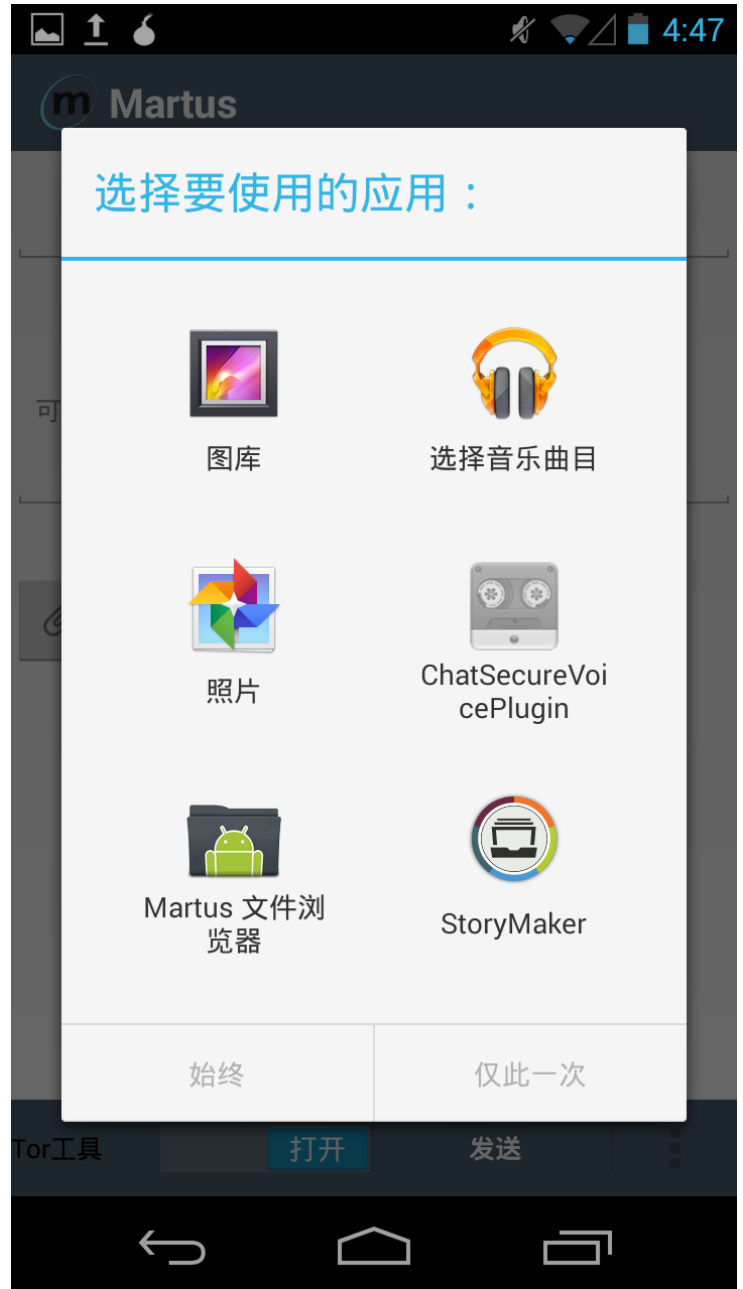 4:47
Martus
选择要使用的应用：
可
图库
选择音乐曲目
照片
ChatSecureVoi
cePlugin
Martus 文件浏
览器
StoryMaker
始终
仅此一次
Tor工具
打开
发送